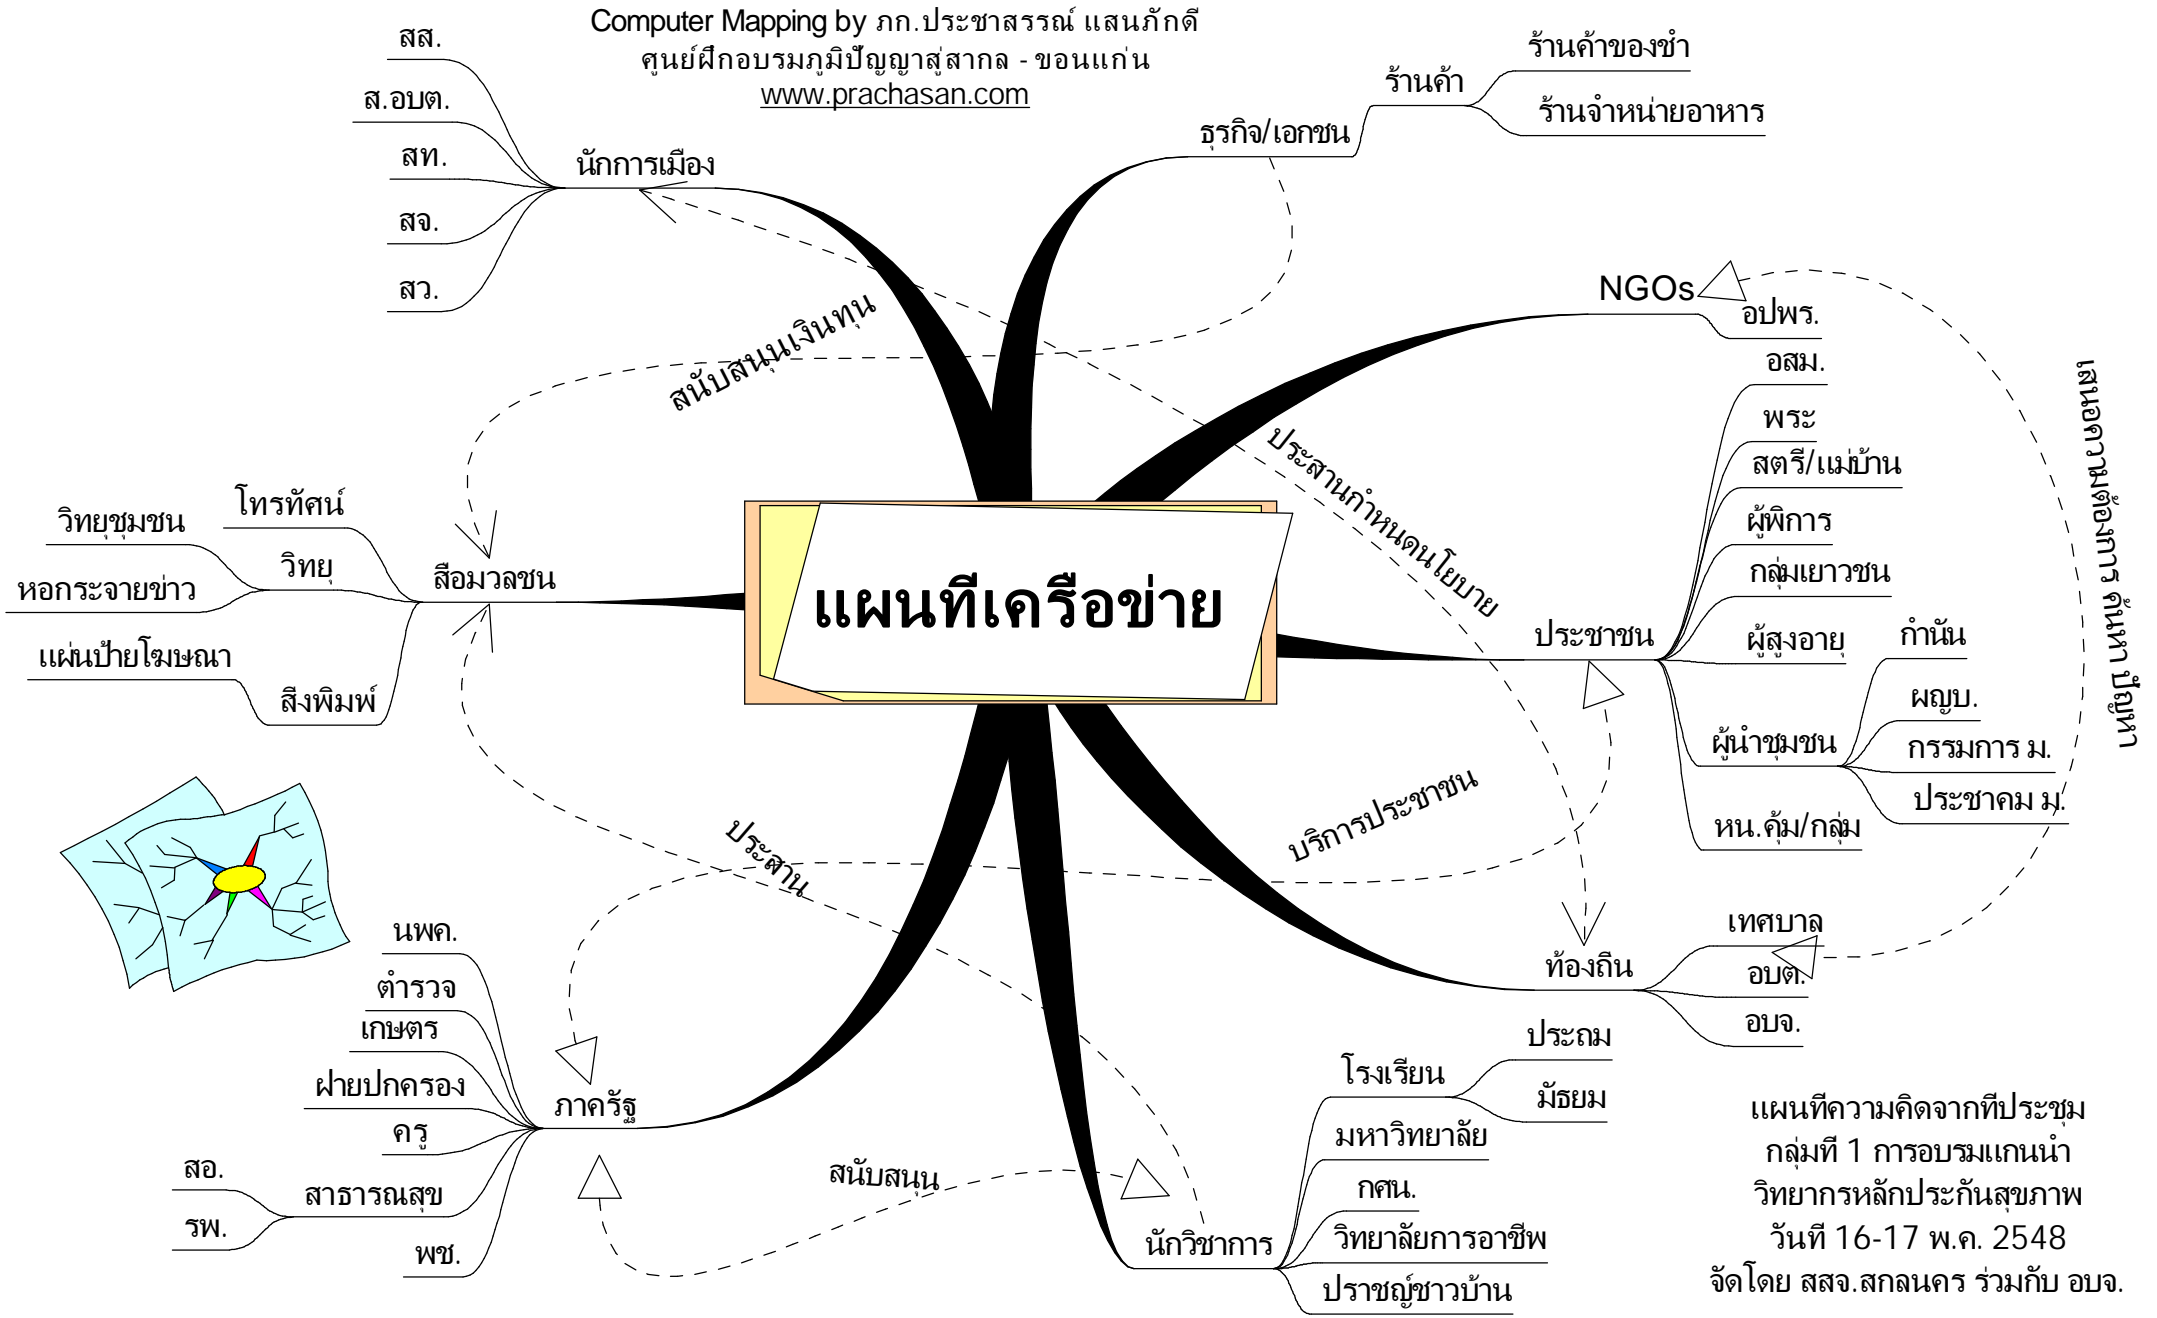 Computer Mapping by ภก.ประชาสรรณ์ แสนภักดี
ศูนย์ฝึกอบรมภูมิปัญญาสู่สากล - ขอนแก่น
www.prachasan.com
แผนทีเครือข่าย
ธุรกิจ/เอกชน
ร้านค้า
ร้านค้าของชำ
ร้านจำหน่ายอาหาร
NGOs
อปพร.
ประชาชน
อสม.
พระ
สตรี/แม่บ้าน
ผู้พิการ
กลุ่มเยาวชน
ผู้สูงอายุ
ผู้นำชุมชน
กำนัน
ผญบ.
กรรมการ ม.
ประชาคม ม.
หน.คุ้ม/กลุ่ม
ท้องถิน
เทศบาล
อบต.
อบจ.
นักวิชาการ
โรงเรียน
ประถม
มัธยม
มหาวิทยาลัย
กศน.
วิทยาลัยการอาชีพ
ปราชญ์ชาวบ้าน
ภาครัฐ
นพค.
ตำรวจ
เกษตร
ฝ่ายปกครอง
ครู
สาธารณสุข
สอ.
รพ.
พช.
สือมวลชน
โทรทัศน์
วิทยุ
วิทยุชุมชน
หอกระจายข่าว
สิงพิมพ์
แผ่นป้ายโฆษณา
นักการเมือง
สส.
ส.อบต.
สท.
สจ.
สว.
สนับสนุนเงินทุน
ประสานกำหนดนโยบาย
เสนอความต้องการ ค้นหา ปัญหา
บริการประชาชน
ประสาน
สนับสนุน
แผนทีความคิดจากทีประชุม
กลุ่มที 1 การอบรมแกนนำ
วิทยากรหลักประกันสุขภาพ
วันที 16-17 พ.ค. 2548
จัดโดย สสจ.สกลนคร ร่วมกับ อบจ.